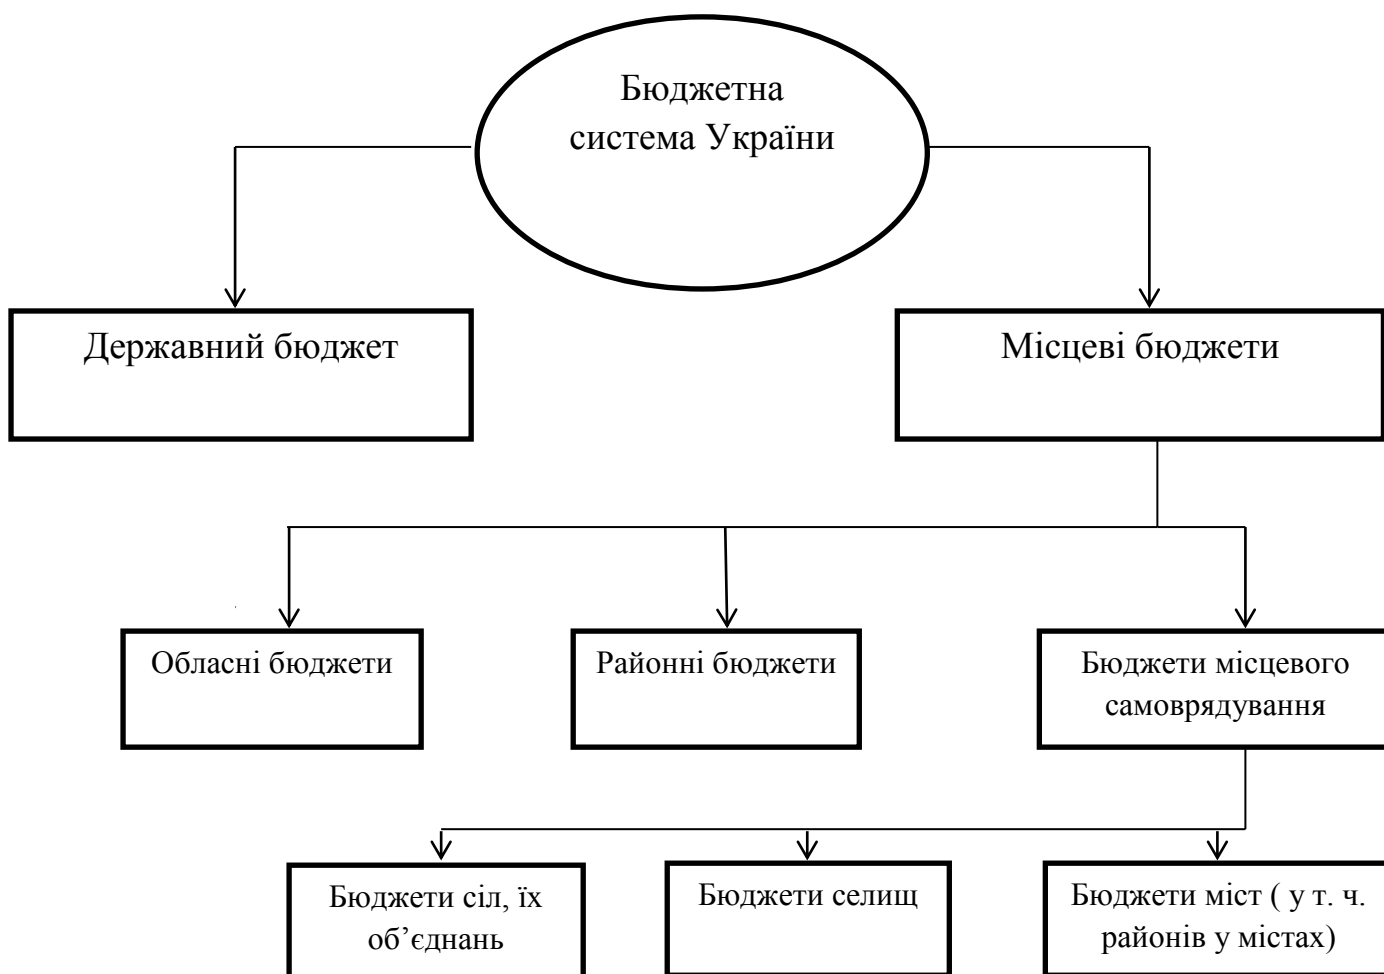 Бюджетна
система України
Державний бюджет
Місцеві бюджети
Обласні бюджети
Районні бюджети
Бюджети місцевого
самоврядування
Бюджети сіл, їх
об’єднань
Бюджети селищ
Бюджети міст ( у т. ч.
районів у містах)